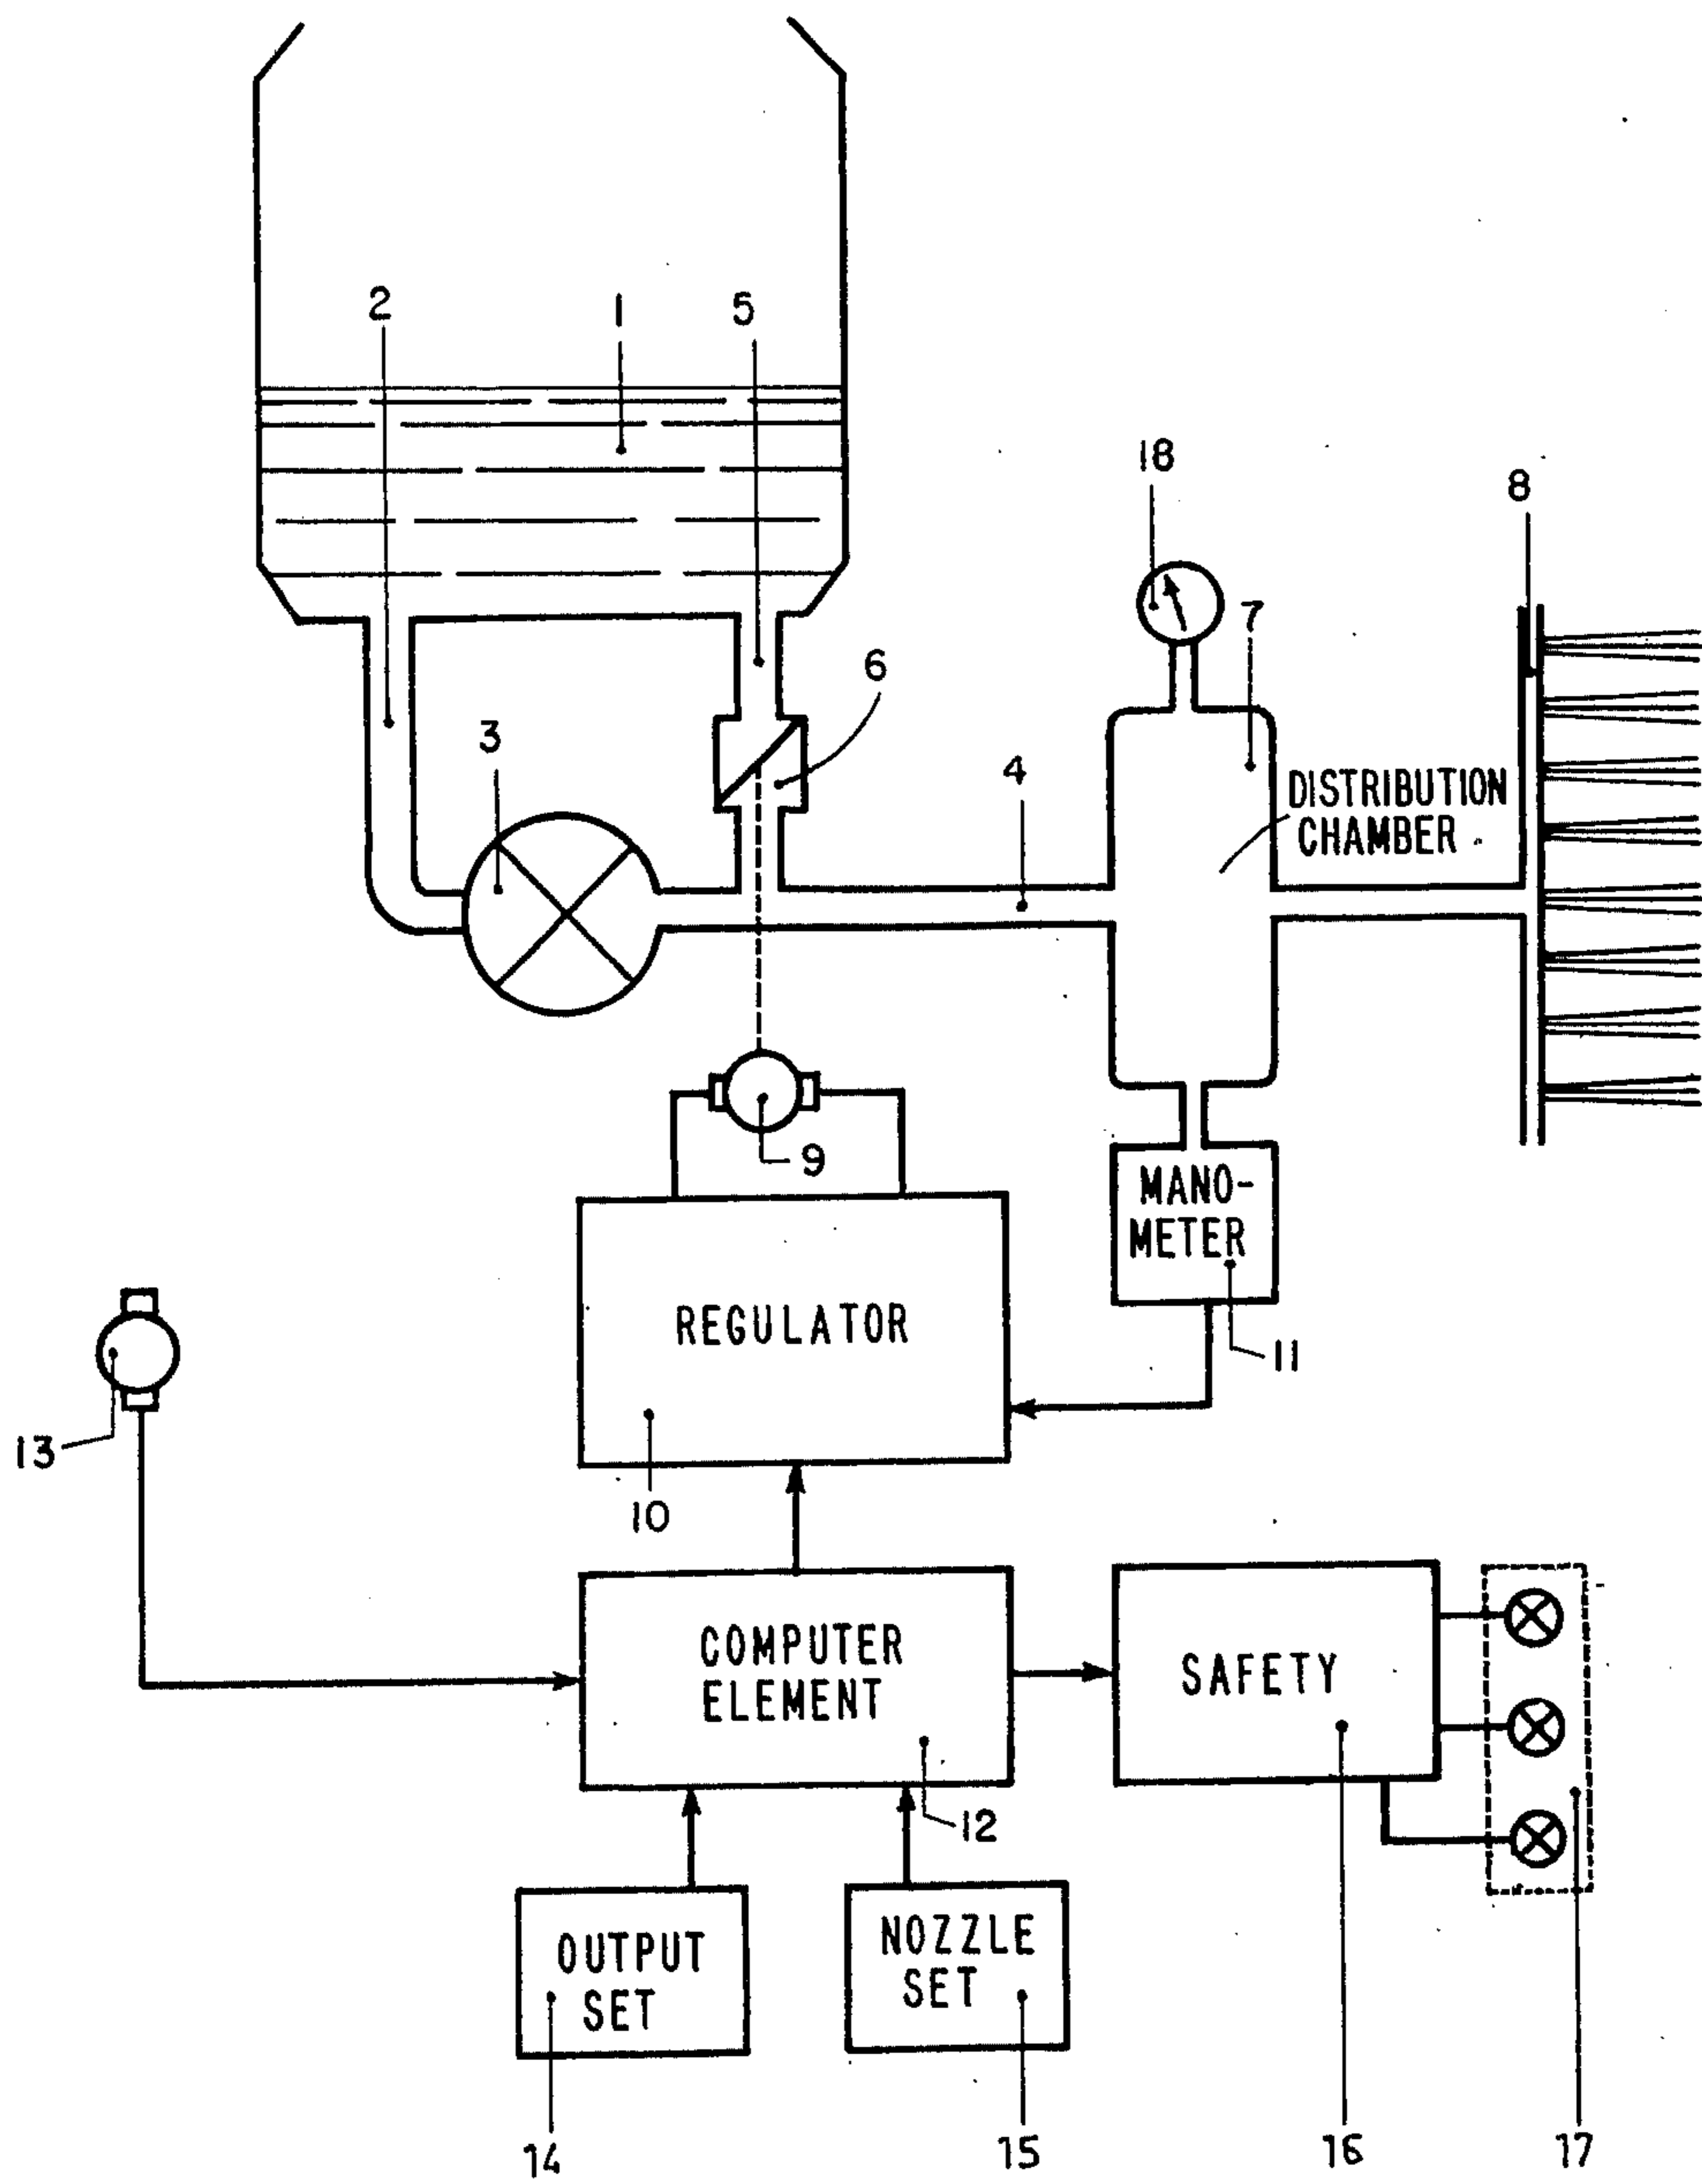 2
1
5
18
8
7
6
3
4
DISTRIBUTION
CHAMBER
9
MANO-
METER
REGULATOR
11
13
10
COMPUTER
ELEMENT
SAFETY
12
OUTPUT
SET
NOZZLE
SET
14
15
16
17